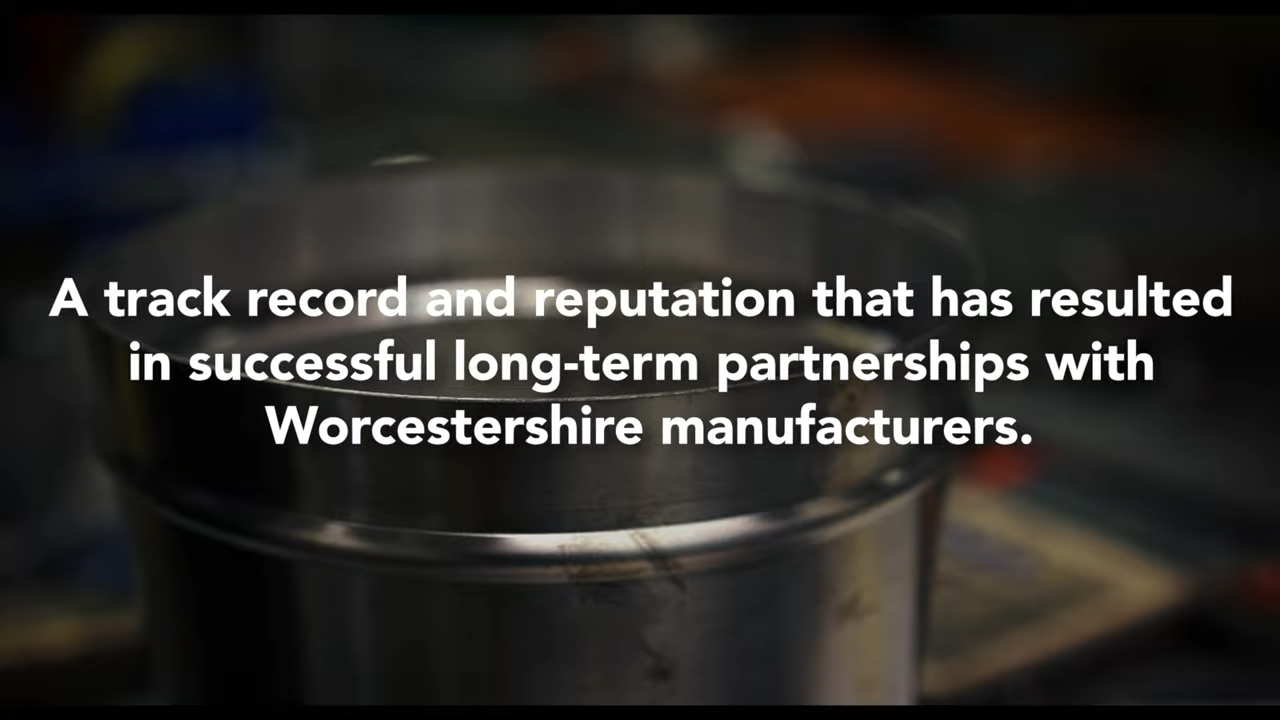 A track record and reputation that has resulted
in successful long-term partnerships with
Worcestershire manufacturers.